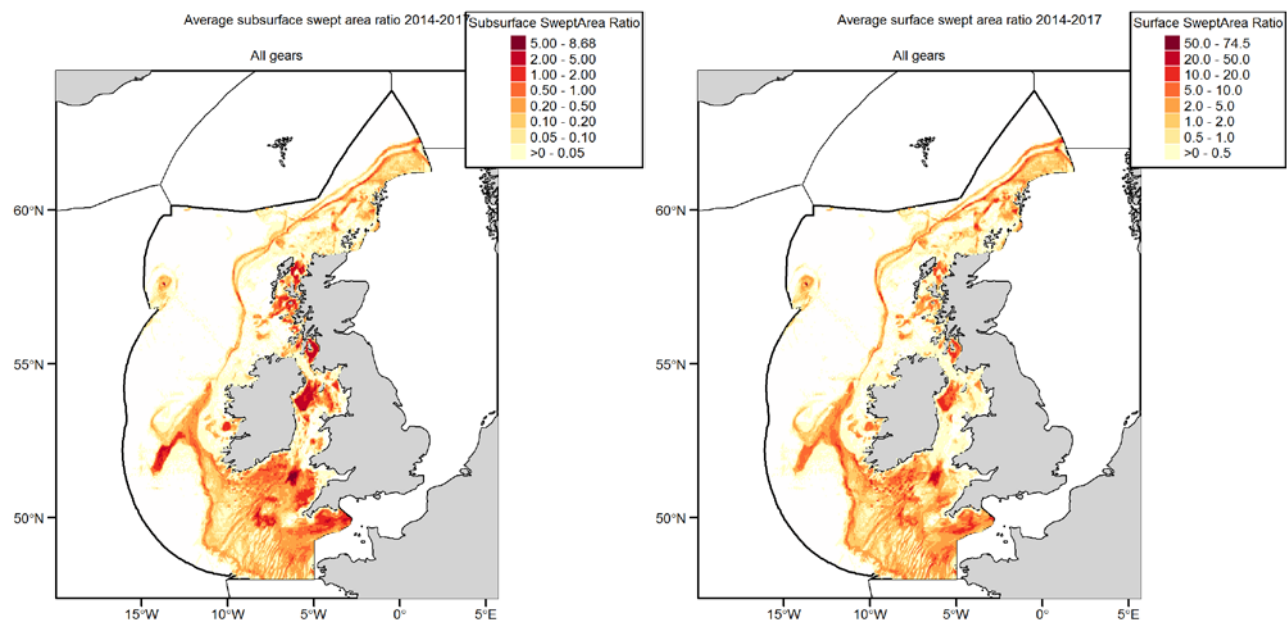 Average subsurface swept area ratio 2014-2017
All gears
Subsurface SweptArea Ratio
5.00 - 8.68
2.00 - 5.00
1.00 - 2.00
0.50 - 1.00
0.20 - 0.50
0.10 - 0.20
0.05 - 0.10
>0 - 0.05
60°N
55°N
50°N
15°W 10°W 5°W 0° 5°E
Average surface swept area ratio 2014-2017
All gears
Surface SweptArea Ratio
50.0 - 74.5
20.0 - 50.0
10.0 - 20.0
5.0 - 10.0
2.0 - 5.0
1.0 - 2.0
0.5 - 1.0
>0 - 0.5
60°N
55°N
50°N
15°W 10°W 5°W 0° 5°E